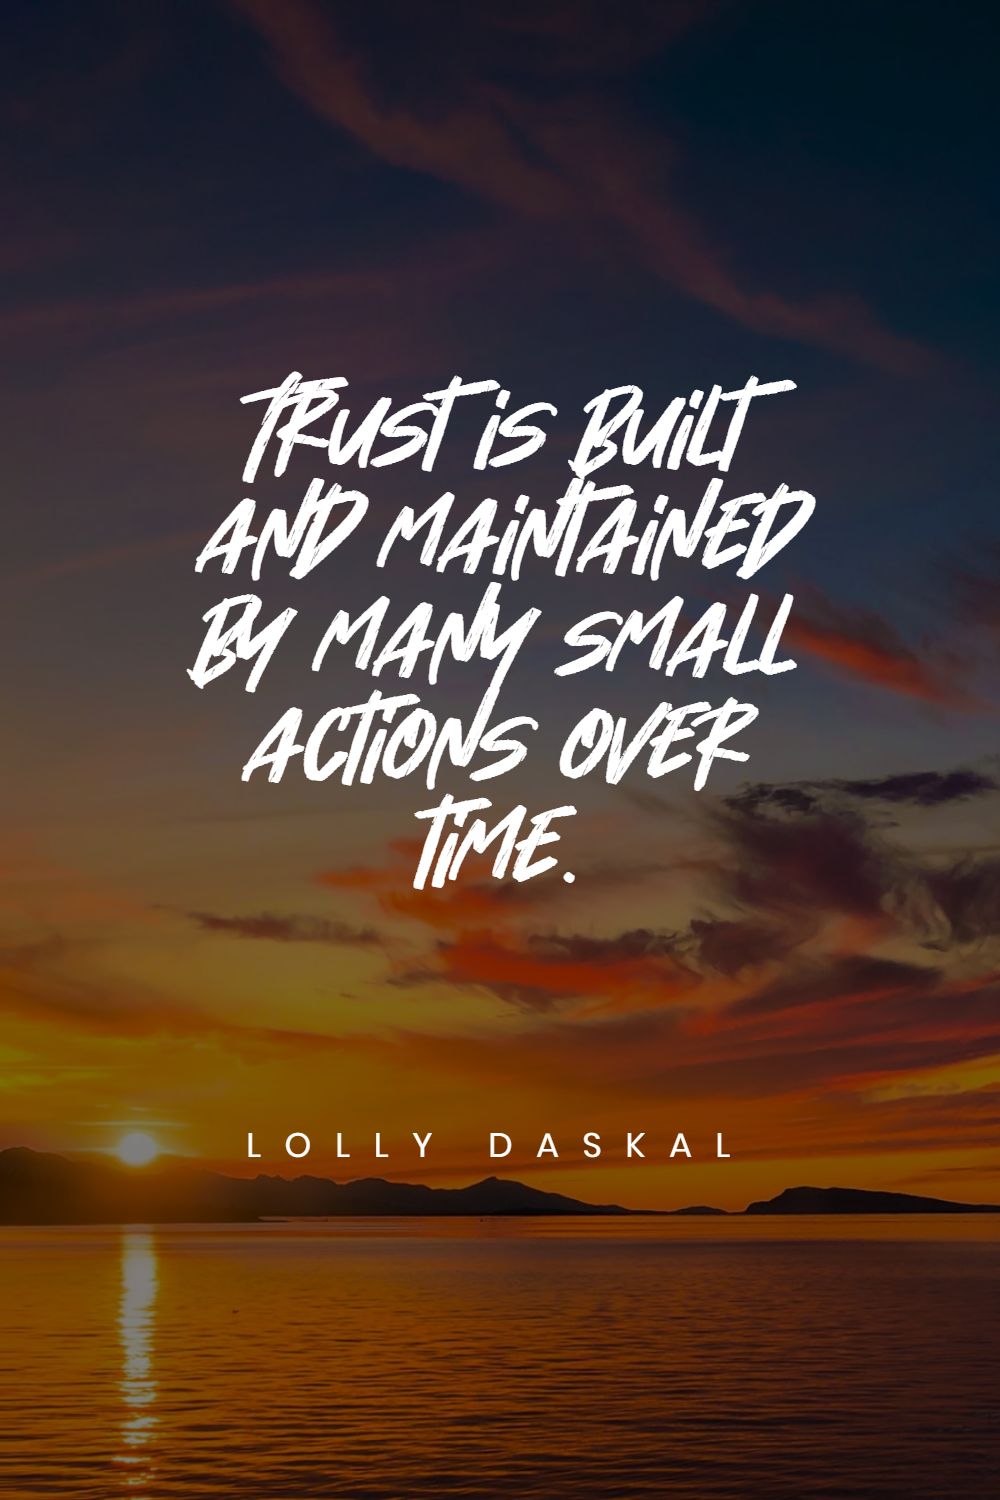 TRUST IS BUILT
AND MAINTAINED
BY MANY SMALL
ACTIONS OVER
TIME.
LOLLY DASKAL